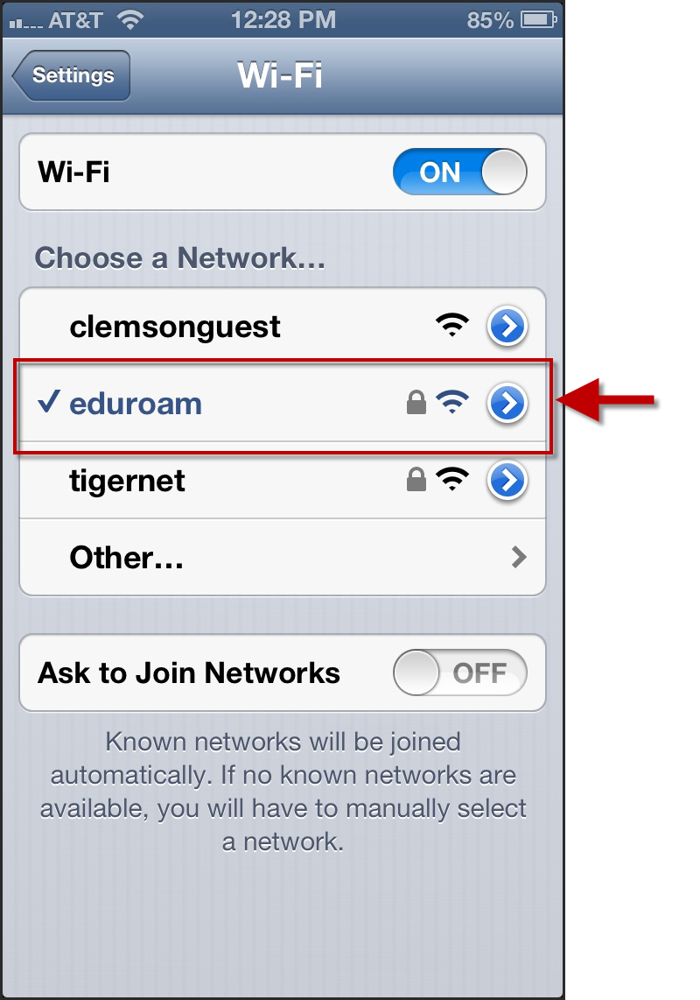 AT&T 12:28 PM 85%
Settings Wi-Fi
Wi-Fi ON
Choose a Network...
clemsonguest
eduroam
tigernet
Other...
Ask to Join Networks OFF
Known networks will be joined
automatically. If no known networks are
available, you will have to manually select
a network.